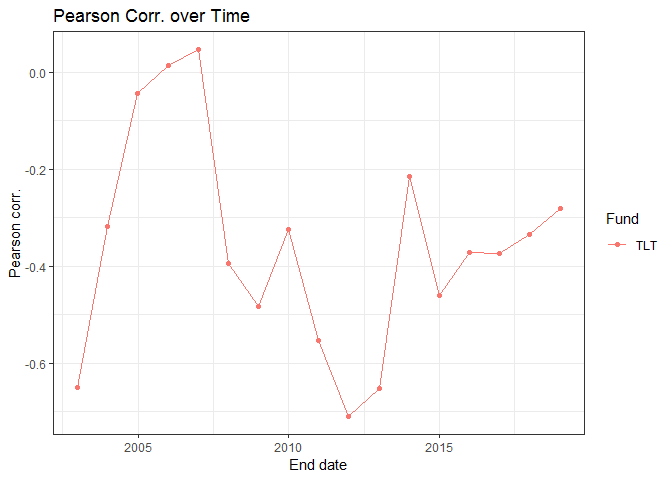 Pearson Corr. over Time
Pearson corr.
0.0
-0.2
-0.4
-0.6
2005
2010
2015
End date
Fund
TLT